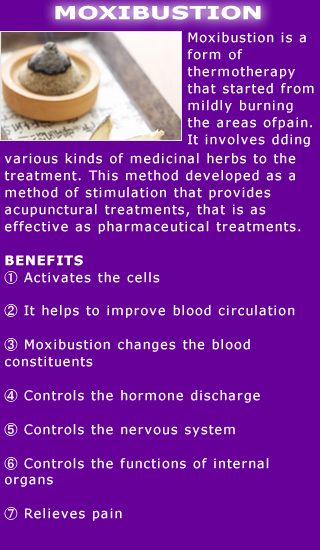 MOXIBUSTION
Moxibustion is a
form of
thermotherapy
that started from
mildly burning
the areas ofpain.
It involves dding
various kinds of medicinal herbs to the
treatment. This method developed as a
method of stimulation that provides
acupunctural treatments, that is as
effective as pharmaceutical treatments.
BENEFITS
① Activates the cells
② It helps to improve blood circulation
③ Moxibustion changes the blood
constituents
④ Controls the hormone discharge
⑤ Controls the nervous system
⑥ Controls the functions of internal
organs
⑦ Relieves pain